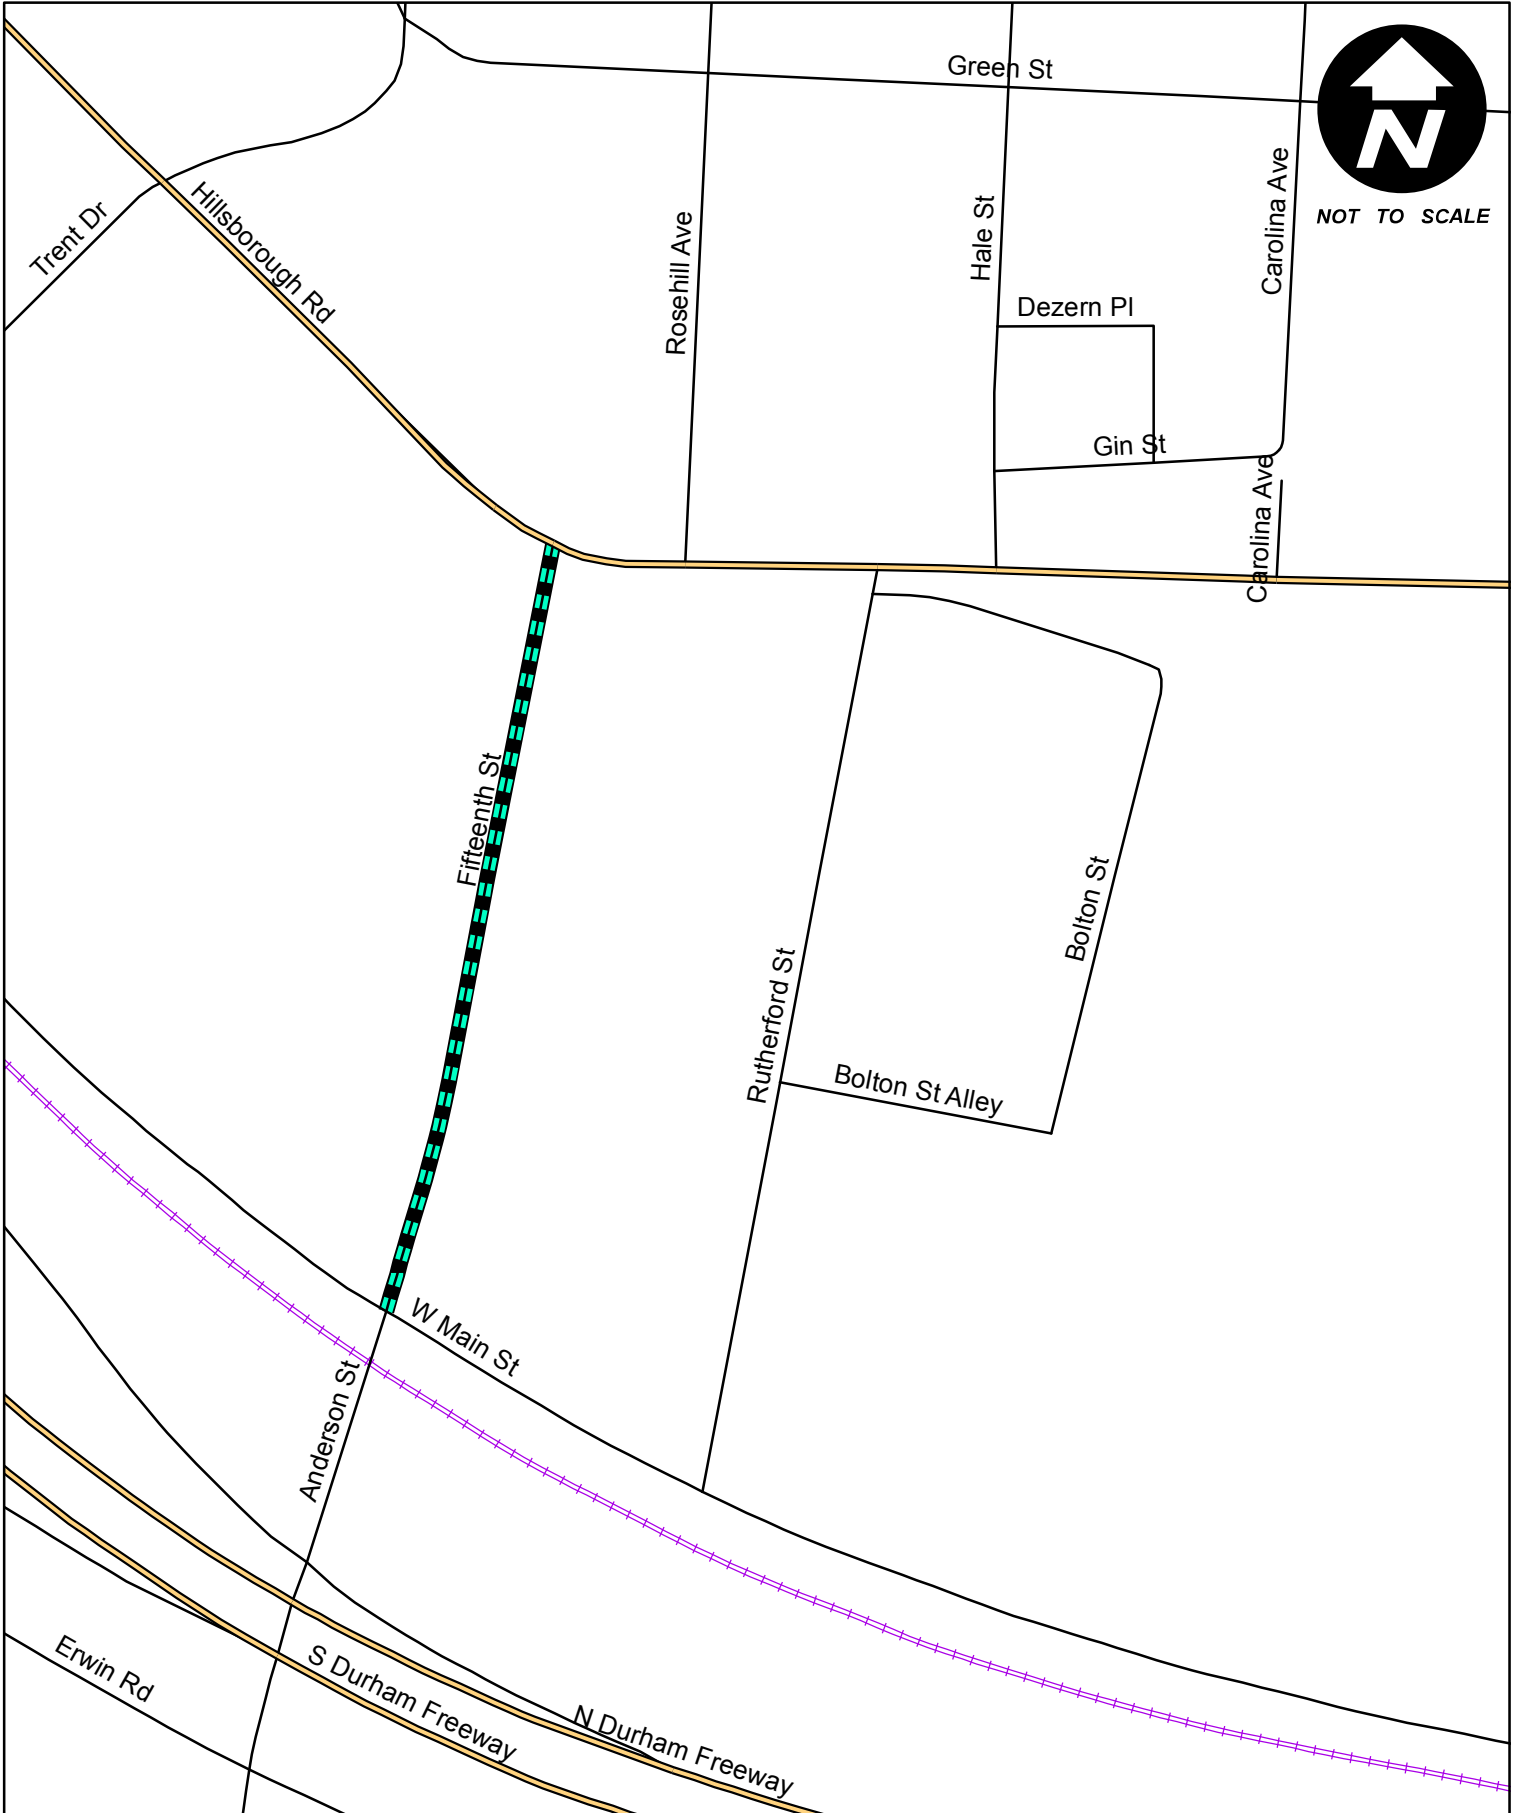 Green St
N
NOT TO SCALE
Trent Dr
Hillsborough Rd
Rosehill Ave
Hale St
Carolina Ave
Dezern Pl
Gin St
Carolina Ave
Fifteenth St
Rutherford St
Bolton St
Bolton St Alley
W Main St
Anderson St
Erwin Rd
S Durham Freeway
N Durham Freeway